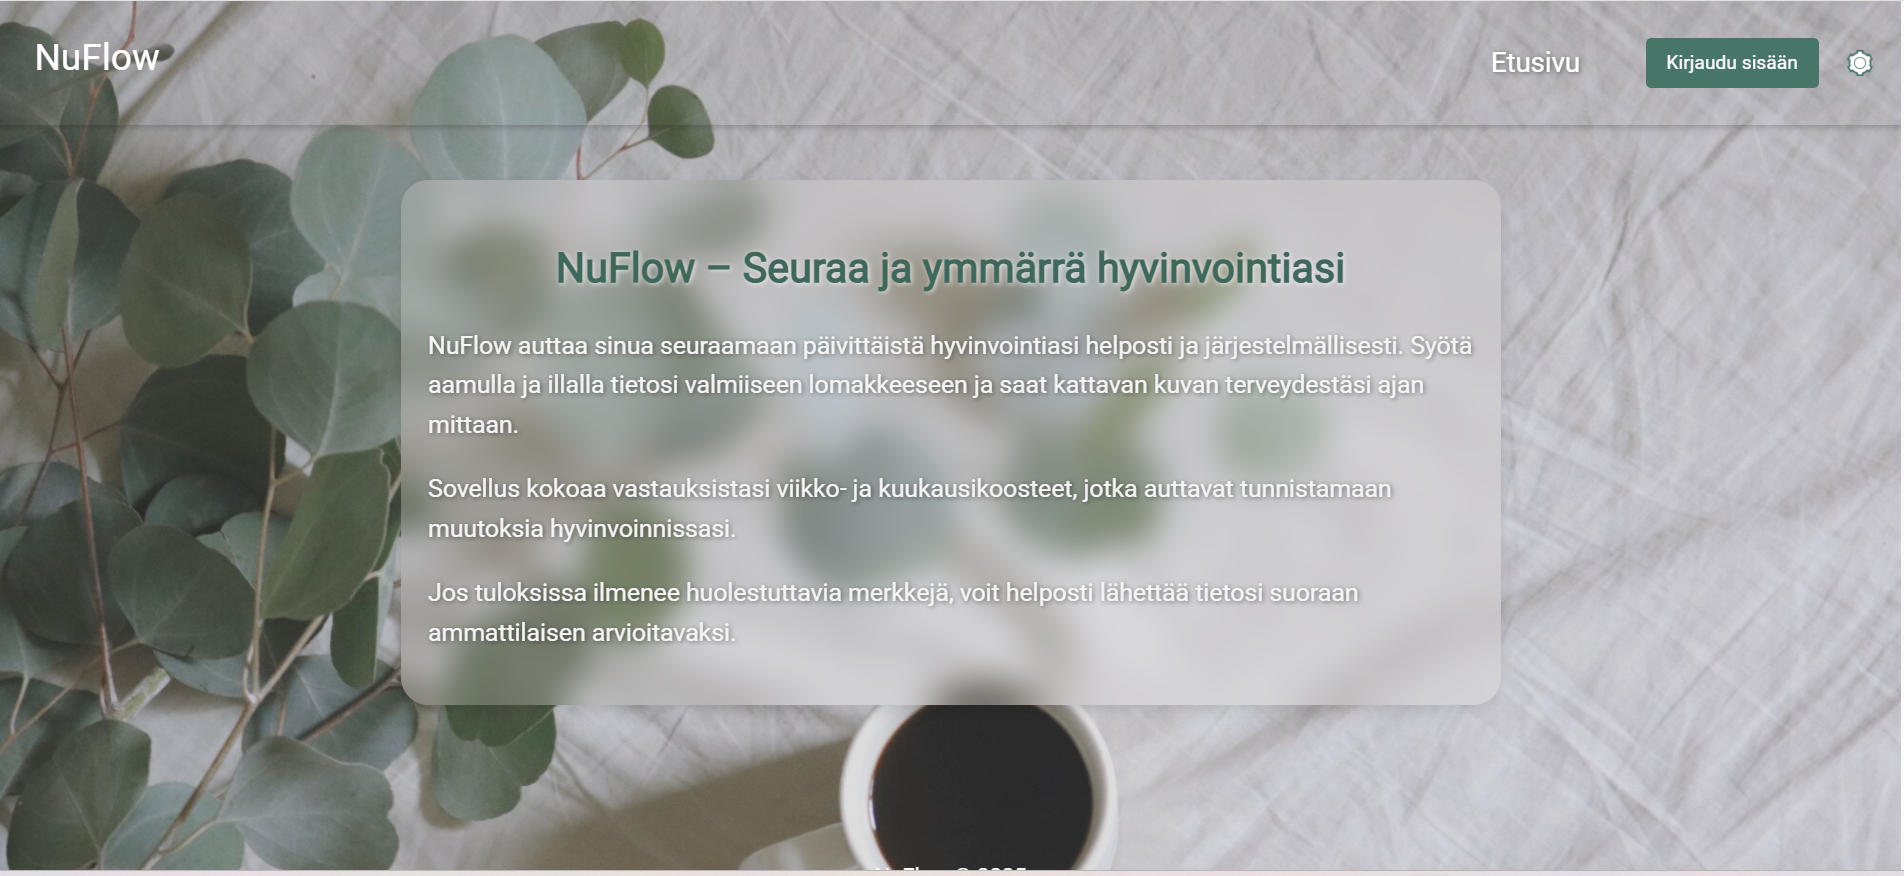 NuFlow
Etusivu
Kirjaudu sisään
NuFlow – Seuraa ja ymmärrä hyvinvointiasi
NuFlow auttaa sinua seuraamaan päivittäistä hyvinvointiasi helposti ja järjestelmällisesti. Syötä
aamulla ja illalla tietosi valmiiseen lomakkeeseen ja saat kattavan kuvan terveydestäsi ajan
mittaan.
Sovellus kokoaa vastauksistasi viikko- ja kuukausikoosteet, jotka auttavat tunnistamaan
muutoksia hyvinvoinnissasi.
Jos tuloksissa ilmenee huolestuttavia merkkejä, voit helposti lähettää tietosi suoraan
ammattilaisen arvioitavaksi.